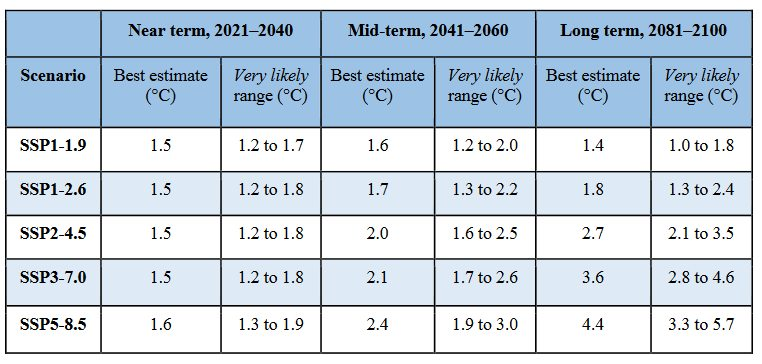 Near term, 2021–2040 Mid-term, 2041–2060 Long term, 2081–2100
Scenario Best estimate (°C) Very likely range (°C) Best estimate (°C) Very likely range (°C) Best estimate (°C) Very likely range (°C)
SSP1-1.9 1.5 1.2 to 1.7 1.6 1.2 to 2.0 1.4 1.0 to 1.8
SSP1-2.6 1.5 1.2 to 1.8 1.7 1.3 to 2.2 1.8 1.3 to 2.4
SSP2-4.5 1.5 1.2 to 1.8 2.0 1.6 to 2.5 2.7 2.1 to 3.5
SSP3-7.0 1.5 1.2 to 1.8 2.1 1.7 to 2.6 3.6 2.8 to 4.6
SSP5-8.5 1.6 1.3 to 1.9 2.4 1.9 to 3.0 4.4 3.3 to 5.7